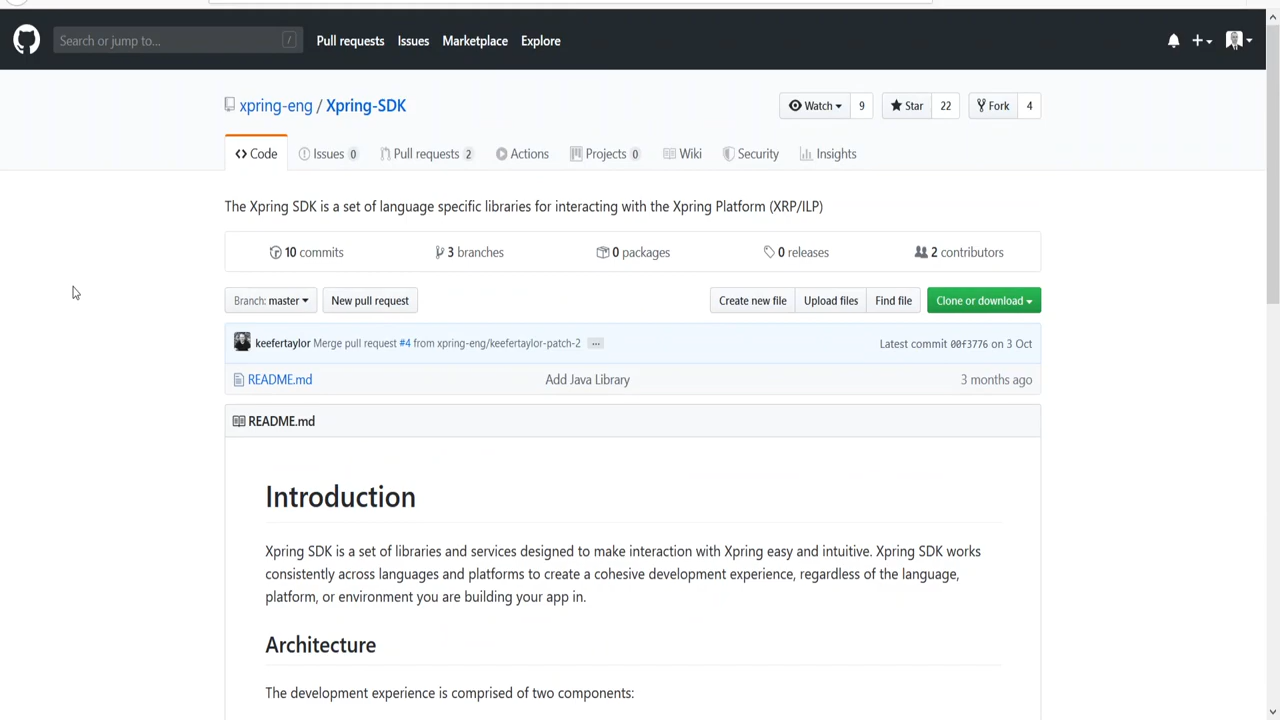 Search or jump to... / Pull requests Issues Marketplace Explore
xpring-eng / Xpring-SDK Watch 9 Star 22 Fork 4
Code Issues 0 Pull requests 2 Actions Projects 0 Wiki Security Insights
The Xpring SDK is a set of language specific libraries for interacting with the Xpring Platform (XRP/ILP)
10 commits 3 branches 0 packages 0 releases 2 contributors
Branch: master New pull request Create new file Upload files Find file Clone or download
keefertaylor Merge pull request #4 from xpring-eng/keefertaylor-patch-2 ... Latest commit 00f3776 on 3 Oct
README.md Add Java Library 3 months ago
README.md
Introduction
Xpring SDK is a set of libraries and services designed to make interaction with Xpring easy and intuitive. Xpring SDK works
consistently across languages and platforms to create a cohesive development experience, regardless of the language,
platform, or environment you are building your app in.
Architecture
The development experience is comprised of two components: